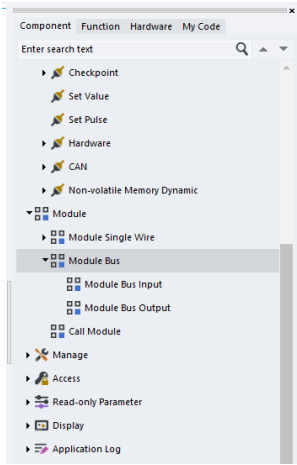 Component Function Hardware My Code
Enter search text
Checkpoint
Set Value
Set Pulse
Hardware
CAN
Non-volatile Memory Dynamic
Module
Module Single Wire
Module Bus
Module Bus Input
Module Bus Output
Call Module
Manage
Access
Read-only Parameter
Display
Application Log